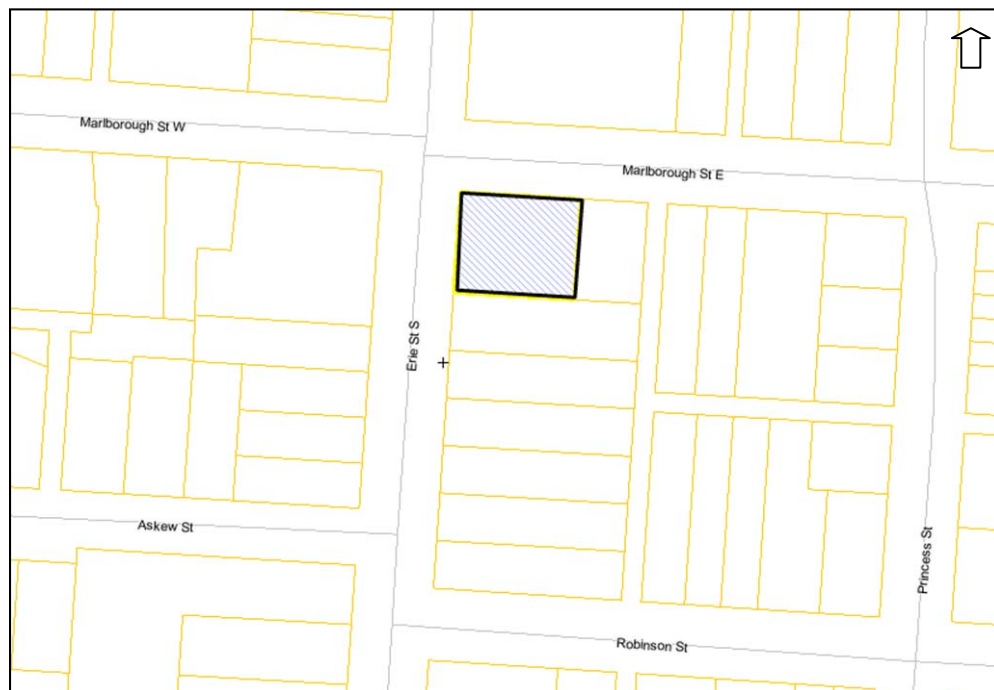 Marlborough St W
Marlborough St E
Erie St S
Askew St
Princess St
Robinson St